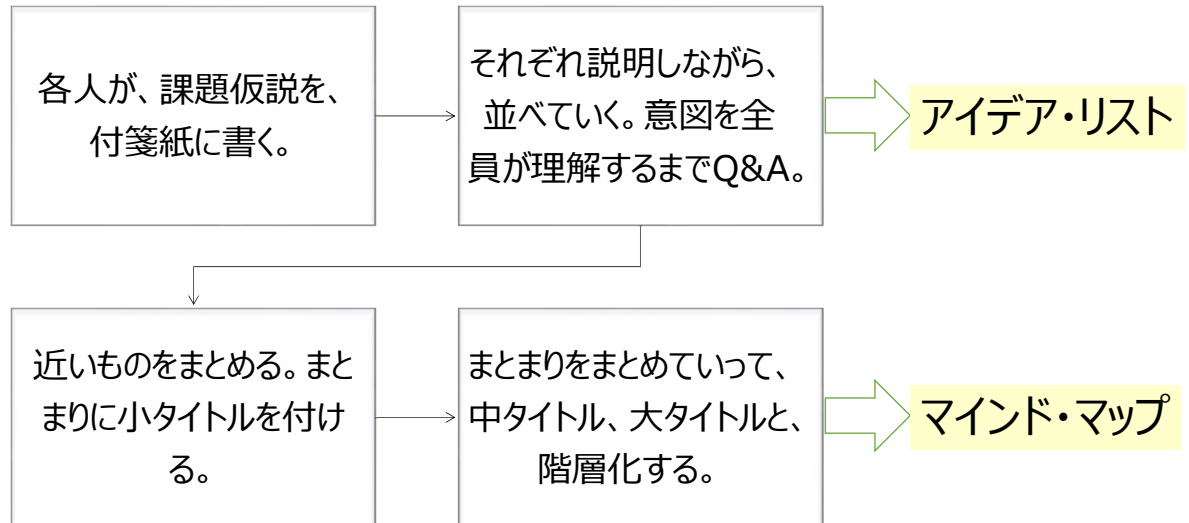 各人が、課題仮説を、
付箋紙に書く。
それぞれ説明しながら、
並べていく。意図を全
員が理解するまでQ&A。
アイデア・リスト
近いものをまとめる。まと
まりに小タイトルを付け
る。
まとまりをまとめていって、
中タイトル、大タイトルと、
階層化する。
マインド・マップ